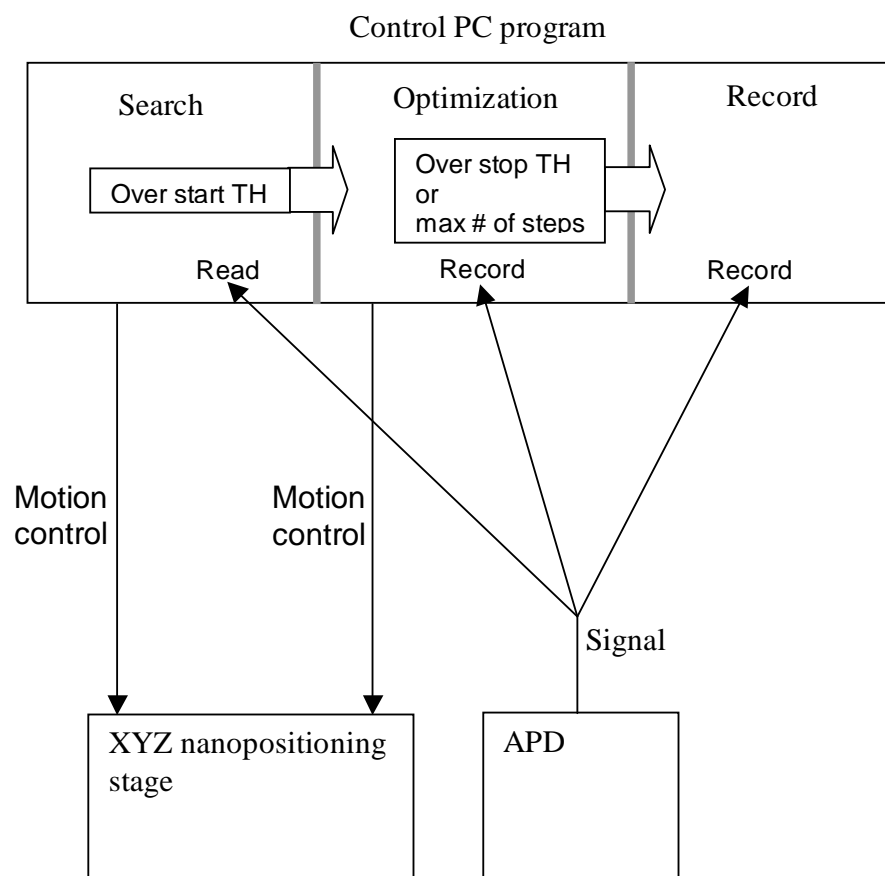 Control PC program
Search
Optimization
Record
Over start TH
Over stop TH
or
max # of steps
Read
Record
Record
Motion
control
Motion
control
Signal
XYZ nanopositioning
stage
APD